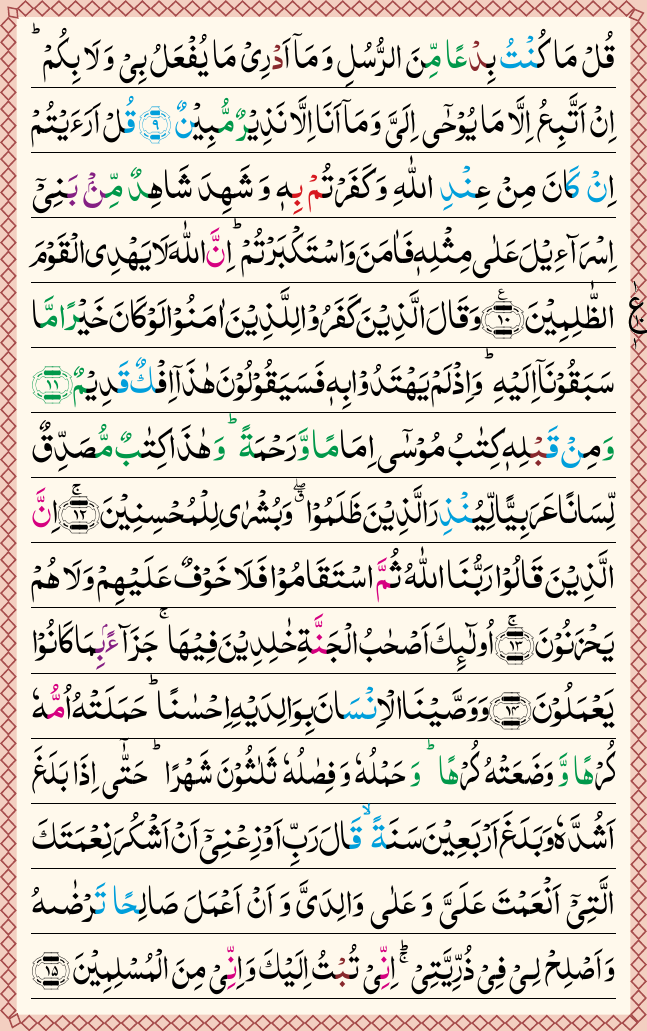 قُلْ مَا كُنْتُ بِدْعًا مِّنَ الرُّسُلِ وَ مَاۤ اَدْرِیْ مَا یُفْعَلُ بِیْ وَ لَا بِكُمْ ؕ
اِنْ اَتَّبِعُ اِلَّا مَا یُوْحٰۤی اِلَیَّ وَ مَاۤ اَنَا اِلَّا نَذِیْرٌ مُّبِیْنٌ ۹ قُلْ اَرَءَیْتُمْ
اِنْ كَانَ مِنْ عِنْدِ اللّٰهِ وَ كَفَرْتُمْ بِهٖ وَ شَهِدَ شَاهِدٌ مِّنْۢ بَنِیْۤ
اِسْرَآءِیْلَ عَلٰی مِثْلِهٖ فَاٰمَنَ وَ اسْتَكْبَرْتُمْ ؕ اِنَّ اللّٰهَ لَا یَهْدِی الْقَوْمَ
الظّٰلِمِیْنَ ۱۰ وَ قَالَ الَّذِیْنَ كَفَرُوْا لِلَّذِیْنَ اٰمَنُوْا لَوْ كَانَ خَیْرًا مَّا
سَبَقُوْنَاۤ اِلَیْهِ ؕ وَ اِذْ لَمْ یَهْتَدُوْا بِهٖ فَسَیَقُوْلُوْنَ هٰذَاۤ اِفْكٌ قَدِیْمٌ ۱۱
وَ مِنْ قَبْلِهٖ كِتٰبُ مُوْسٰۤی اِمَامًا وَّ رَحْمَةً ؕ وَ هٰذَا كِتٰبٌ مُّصَدِّقٌ
لِّسَانًا عَرَبِیًّا لِّیُنْذِرَ الَّذِیْنَ ظَلَمُوْا ۖۗ وَ بُشْرٰی لِلْمُحْسِنِیْنَ ۚ ۱۲ اِنَّ
الَّذِیْنَ قَالُوْا رَبُّنَا اللّٰهُ ثُمَّ اسْتَقَامُوْا فَلَا خَوْفٌ عَلَیْهِمْ وَ لَا هُمْ
یَحْزَنُوْنَ ۚ ۱۳ اُولٰٓىِٕكَ اَصْحٰبُ الْجَنَّةِ خٰلِدِیْنَ فِیْهَا ۚ جَزَآءًۢ بِمَا كَانُوْا
یَعْمَلُوْنَ ۱۴ وَ وَصَّیْنَا الْاِنْسَانَ بِوَالِدَیْهِ اِحْسٰنًا ؕ حَمَلَتْهُ اُمُّهٗ
كُرْهًا وَّ وَضَعَتْهُ كُرْهًا ؕ وَ حَمْلُهٗ وَ فِصٰلُهٗ ثَلٰثُوْنَ شَهْرًا ؕ حَتّٰۤی اِذَا بَلَغَ
اَشُدَّهٗ وَ بَلَغَ اَرْبَعِیْنَ سَنَةً ۙ قَالَ رَبِّ اَوْزِعْنِیْۤ اَنْ اَشْكُرَ نِعْمَتَكَ
الَّتِیْۤ اَنْعَمْتَ عَلَیَّ وَ عَلٰی وَالِدَیَّ وَ اَنْ اَعْمَلَ صَالِحًا تَرْضٰىهُ
وَ اَصْلِحْ لِیْ فِیْ ذُرِّیَّتِیْ ؕۚ اِنِّیْ تُبْتُ اِلَیْكَ وَ اِنِّیْ مِنَ الْمُسْلِمِیْنَ ۱۵